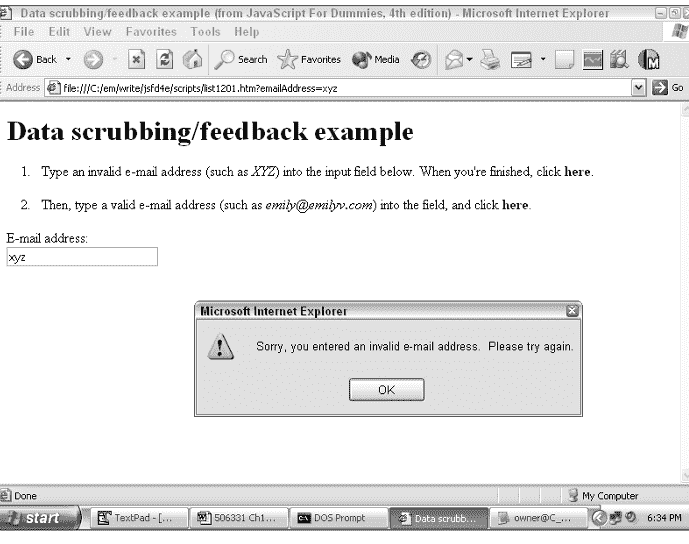 Data scrubbing/feedback example (from JavaScript For Dummies, 4th edition) - Microsoft Internet Explorer
File Edit View Favorites Tools Help
Back Search Favorites Media
Address file:///C:/em/write/jsfd4e/scripts/list1201.htm?emailAddress=xyz Go
Data scrubbing/feedback example
1. Type an invalid e-mail address (such as XYZ) into the input field below. When you're finished, click here.
2. Then, type a valid e-mail address (such as emily@emilyv.com) into the field, and click here.
E-mail address:
xyz
Microsoft Internet Explorer
Sorry, you entered an invalid e-mail address. Please try again.
OK
Done My Computer
start TextPad - [... 506331 Ch1... DOS Prompt Data scrubb... owner@C_... 6:34 PM